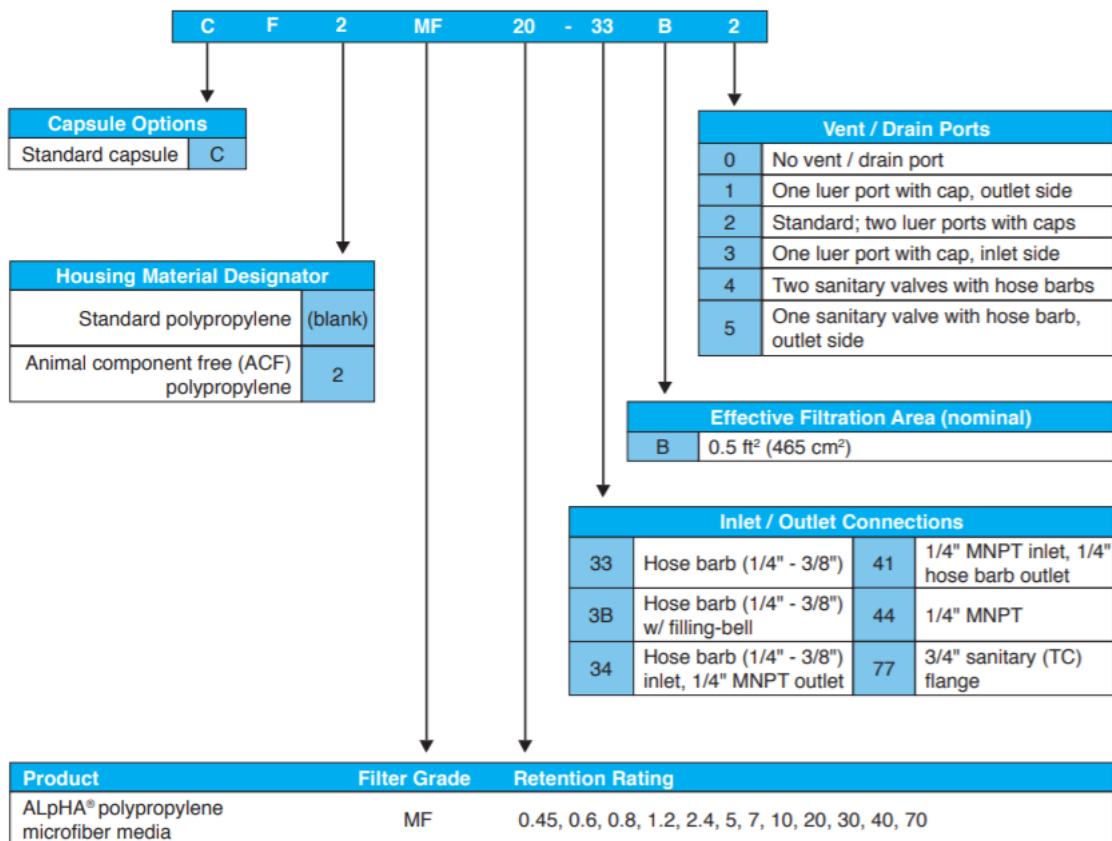 C F 2 MF 20 - 33 B 2
Capsule Options
Standard capsule C
Housing Material Designator
Standard polypropylene (blank)
Animal component free (ACF)
polypropylene 2
Vent / Drain Ports
0 No vent / drain port
1 One luer port with cap, outlet side
2 Standard; two luer ports with caps
3 One luer port with cap, inlet side
4 Two sanitary valves with hose barbs
5 One sanitary valve with hose barb,
outlet side
Effective Filtration Area (nominal)
B 0.5 ft² (465 cm²)
Inlet / Outlet Connections
33 Hose barb (1/4" - 3/8") 41 1/4" MNPT inlet, 1/4"
hose barb outlet
3B Hose barb (1/4" - 3/8")
w/ filling-bell 44 1/4" MNPT
34 Hose barb (1/4" - 3/8")
inlet, 1/4" MNPT outlet 77 3/4" sanitary (TC)
flange
Product Filter Grade Retention Rating
ALpHA® polypropylene
microfiber media MF 0.45, 0.6, 0.8, 1.2, 2.4, 5, 7, 10, 20, 30, 40, 70